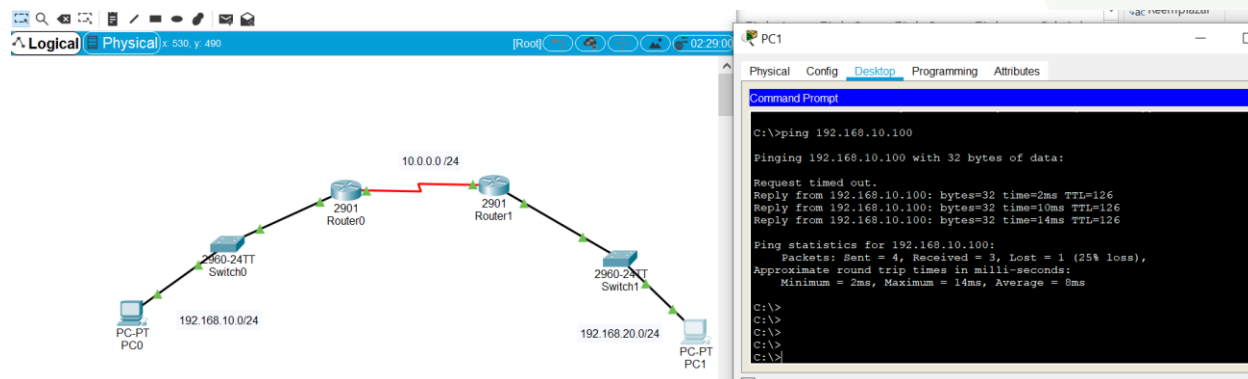 Reemplazar
Logical
Physical
x: 530, y: 490
[Root]
02:29:00
10.0.0.0 /24
2901
Router0
2901
Router1
2960-24TT
Switch0
2960-24TT
Switch1
192.168.10.0/24
192.168.20.0/24
PC-PT
PC0
PC-PT
PC1
PC1
Physical Config Desktop Programming Attributes
Command Prompt
C:\>ping 192.168.10.100
Pinging 192.168.10.100 with 32 bytes of data:
Request timed out.
Reply from 192.168.10.100: bytes=32 time=2ms TTL=126
Reply from 192.168.10.100: bytes=32 time=10ms TTL=126
Reply from 192.168.10.100: bytes=32 time=14ms TTL=126
Ping statistics for 192.168.10.100:
Packets: Sent = 4, Received = 3, Lost = 1 (25% loss),
Approximate round trip times in milli-seconds:
Minimum = 2ms, Maximum = 14ms, Average = 8ms
C:\>
C:\>
C:\>
C:\>
C:\>